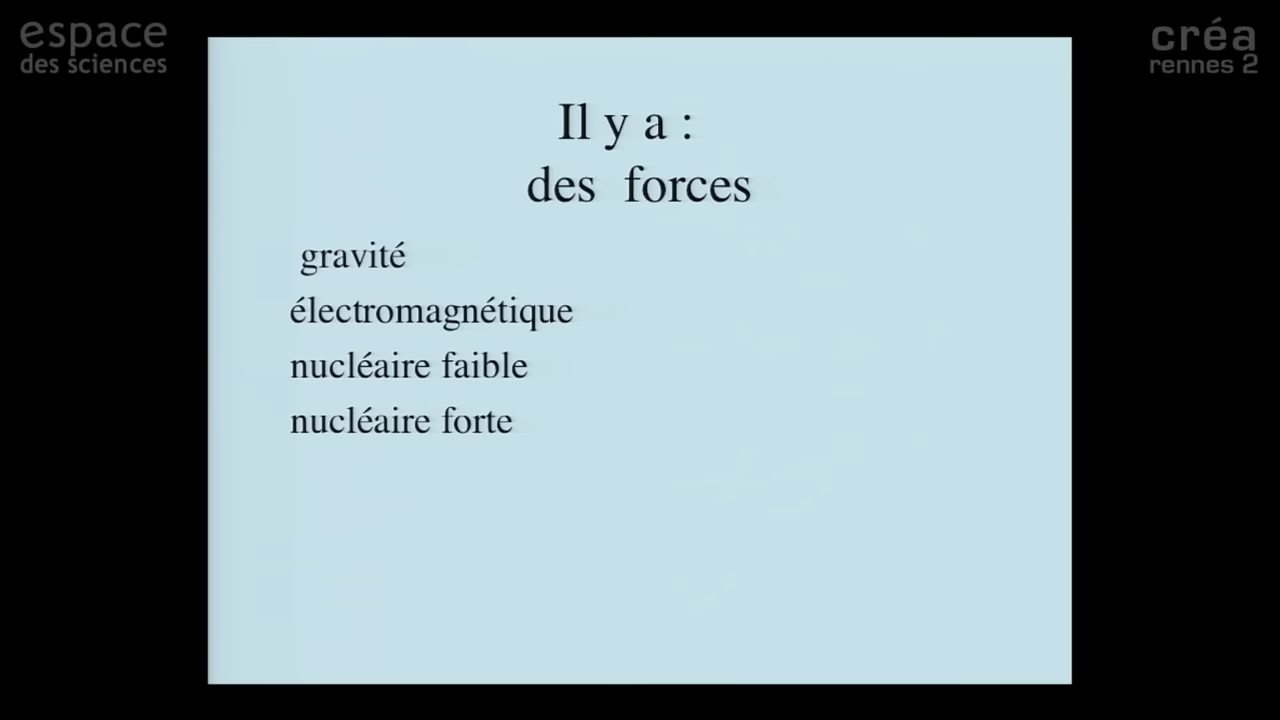 espace
des sciences
créa
rennes 2
Il y a :
des forces
gravité
électromagnétique
nucléaire faible
nucléaire forte